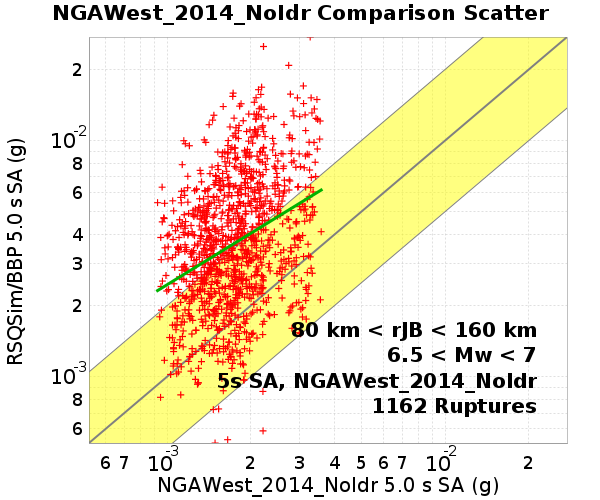 NGAWest_2014_NoIdr Comparison Scatter
RSQSim/BBP 5.0 s SA (g)
2
10-2
8
6
4
3
2
10-3
8
6
80 km < rJB < 160 km
6.5 < Mw < 7
5s SA, NGAWest_2014_NoIdr
1162 Ruptures
6 7 10-3 2 3 4 5 6 7 10-2 2
NGAWest_2014_NoIdr 5.0 s SA (g)